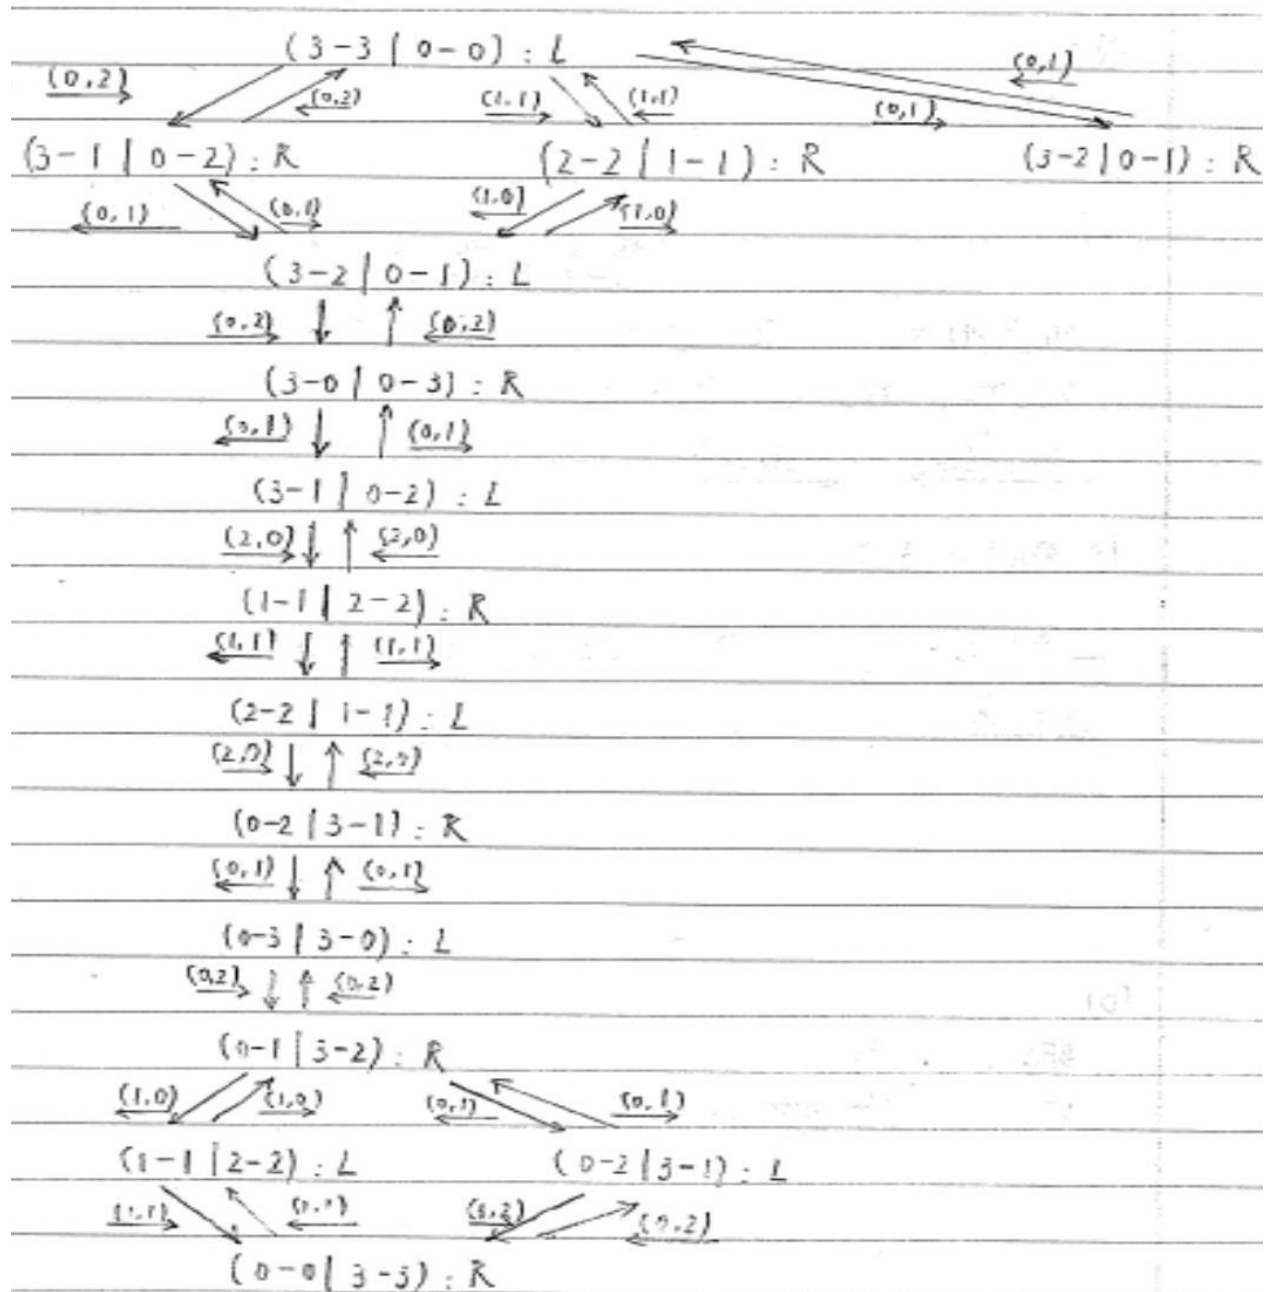 (3-3 | 0-0) : L
(0,2) (0,2) (1,1) (1,1) (0,1) (0,1)
(3-1 | 0-2) : R (2-2 | 1-1) : R (3-2 | 0-1) : R
(0,1) (0,1) (1,0) (1,0)
(3-2 | 0-1) : L
(0,2) (0,2)
(3-0 | 0-3) : R
(0,1) (0,1)
(3-1 | 0-2) : L
(2,0) (2,0)
(1-1 | 2-2) : R
(1,1) (1,1)
(2-2 | 1-1) : L
(2,0) (2,0)
(0-2 | 3-1) : R
(0,1) (0,1)
(0-3 | 3-0) : L
(0,2) (0,2)
(0-1 | 3-2) : R
(1,0) (1,0) (0,1) (0,1)
(1-1 | 2-2) : L (0-2 | 3-1) : L
(1,1) (1,1) (0,2) (0,2)
(0-0 | 3-3) : R